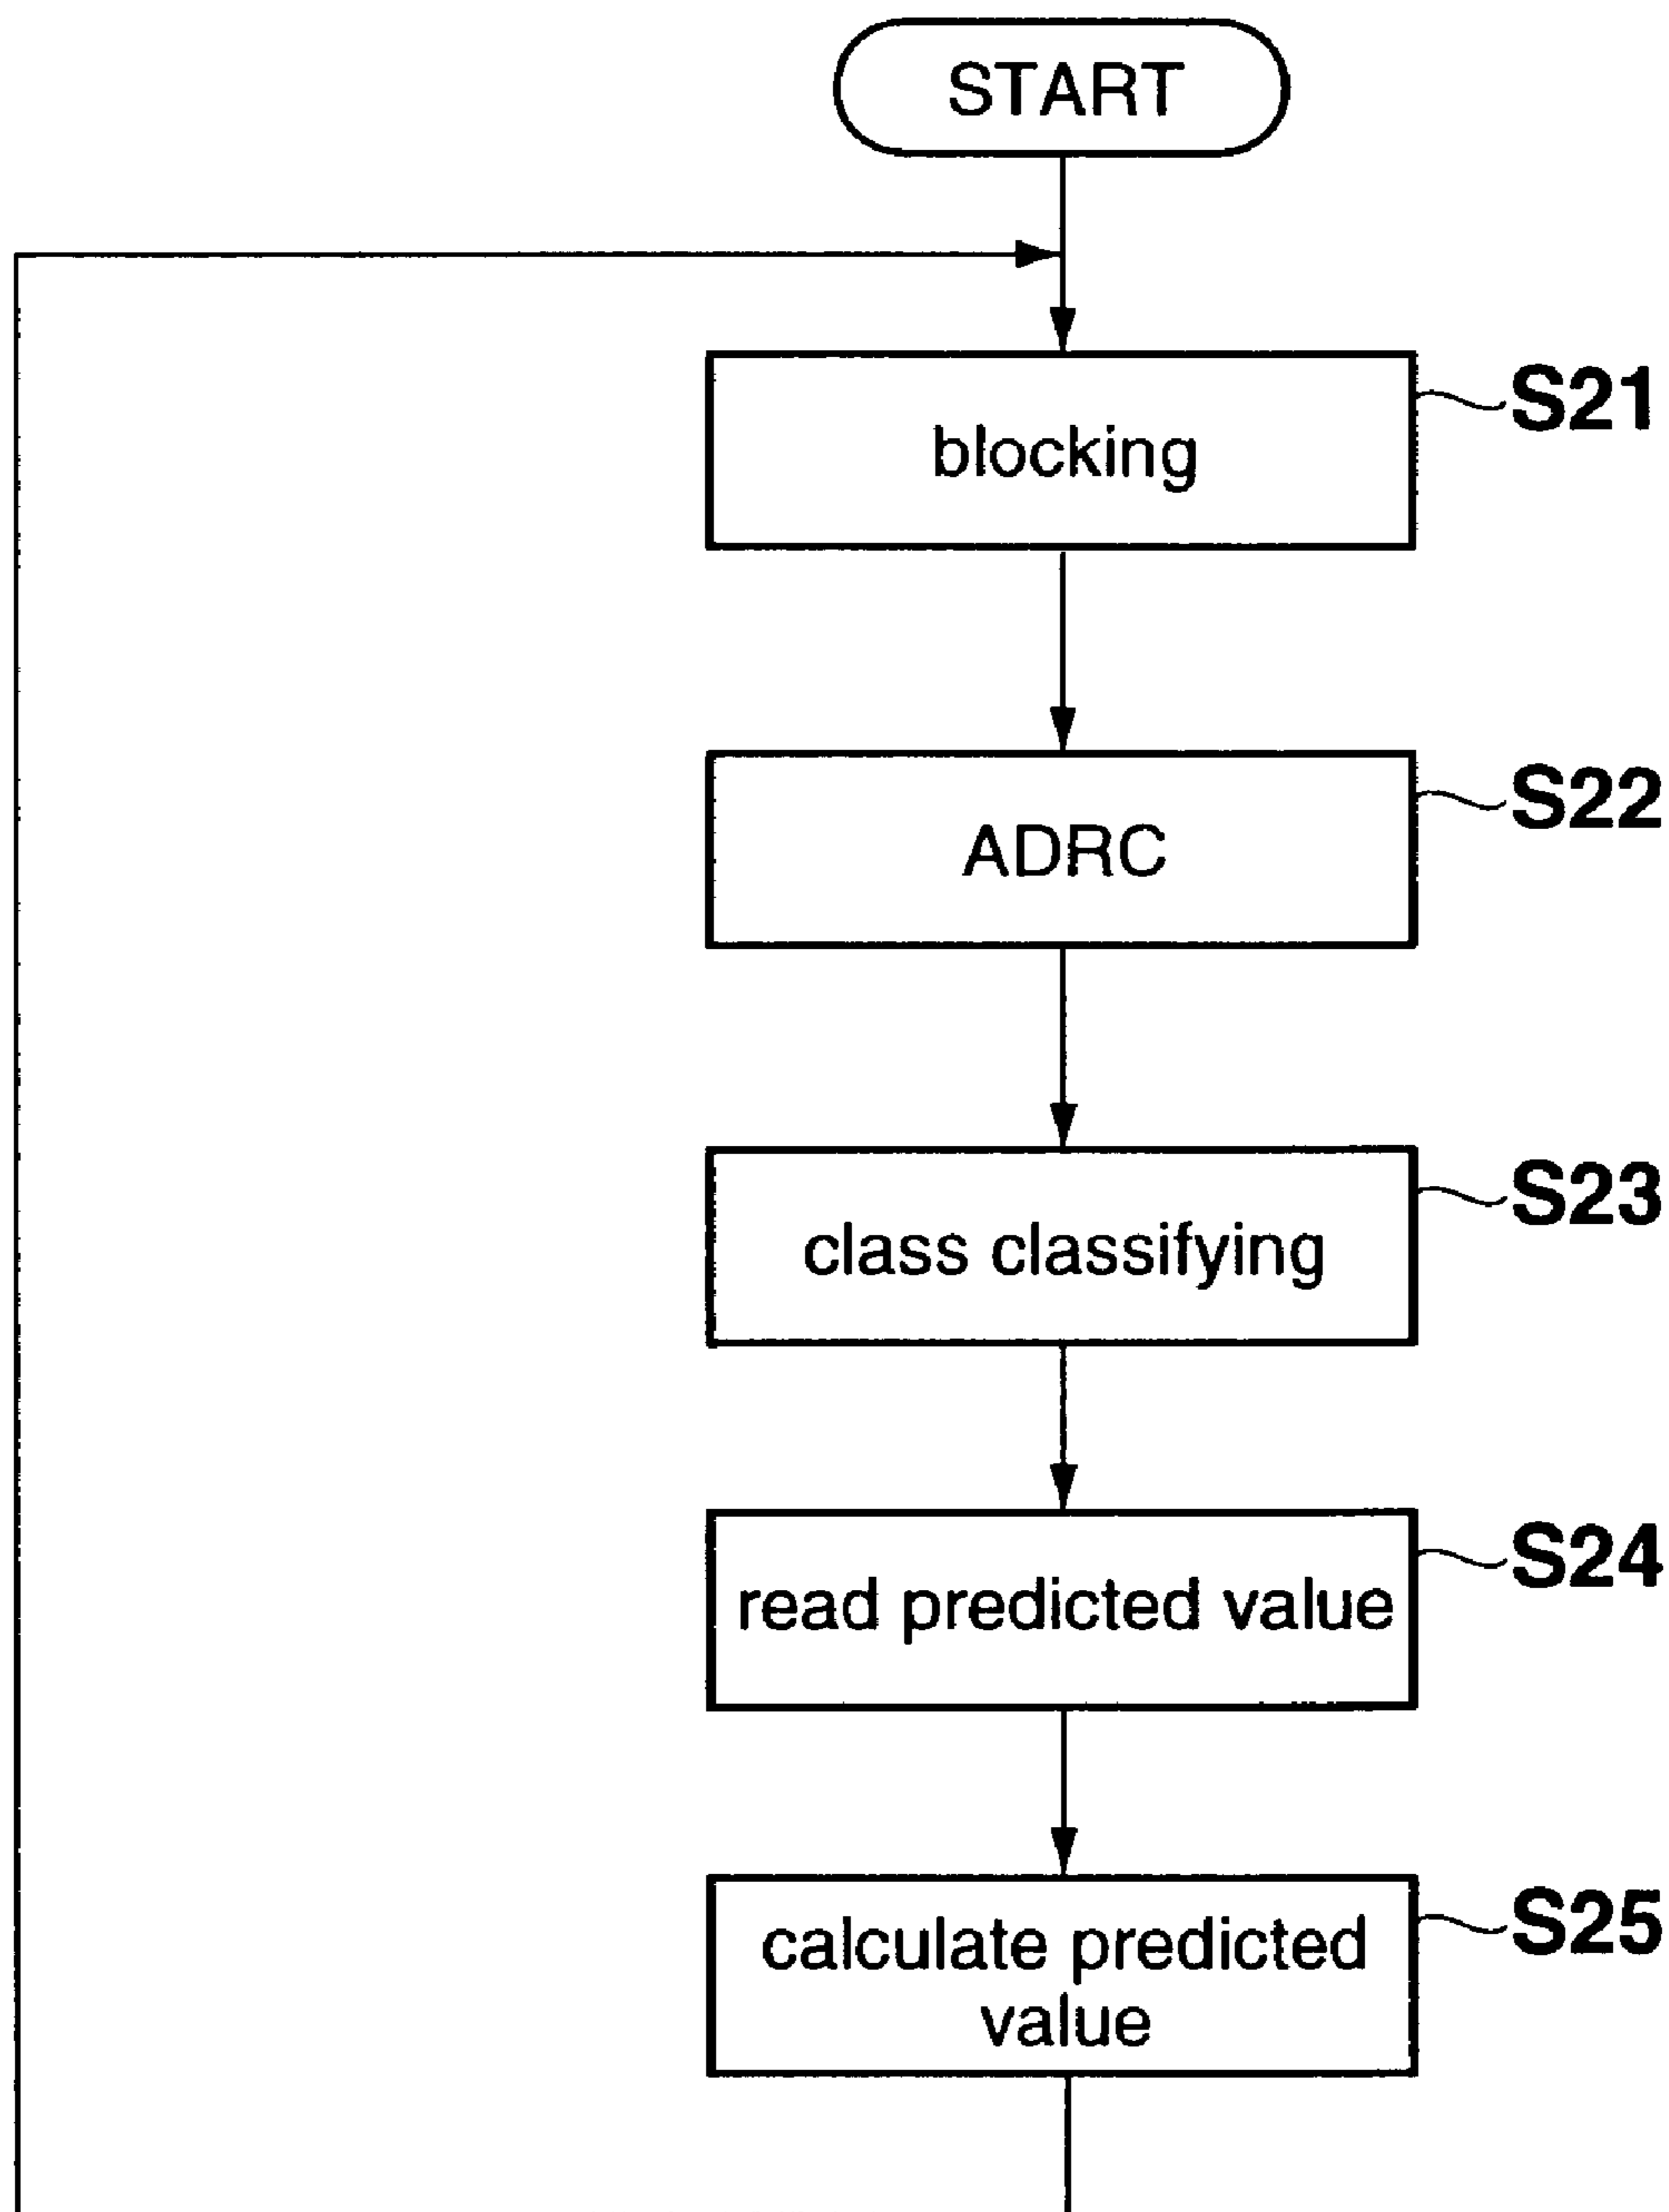 START
blocking
S21
ADRC
S22
class classifying
S23
read predicted value
S24
calculate predicted
value
S25